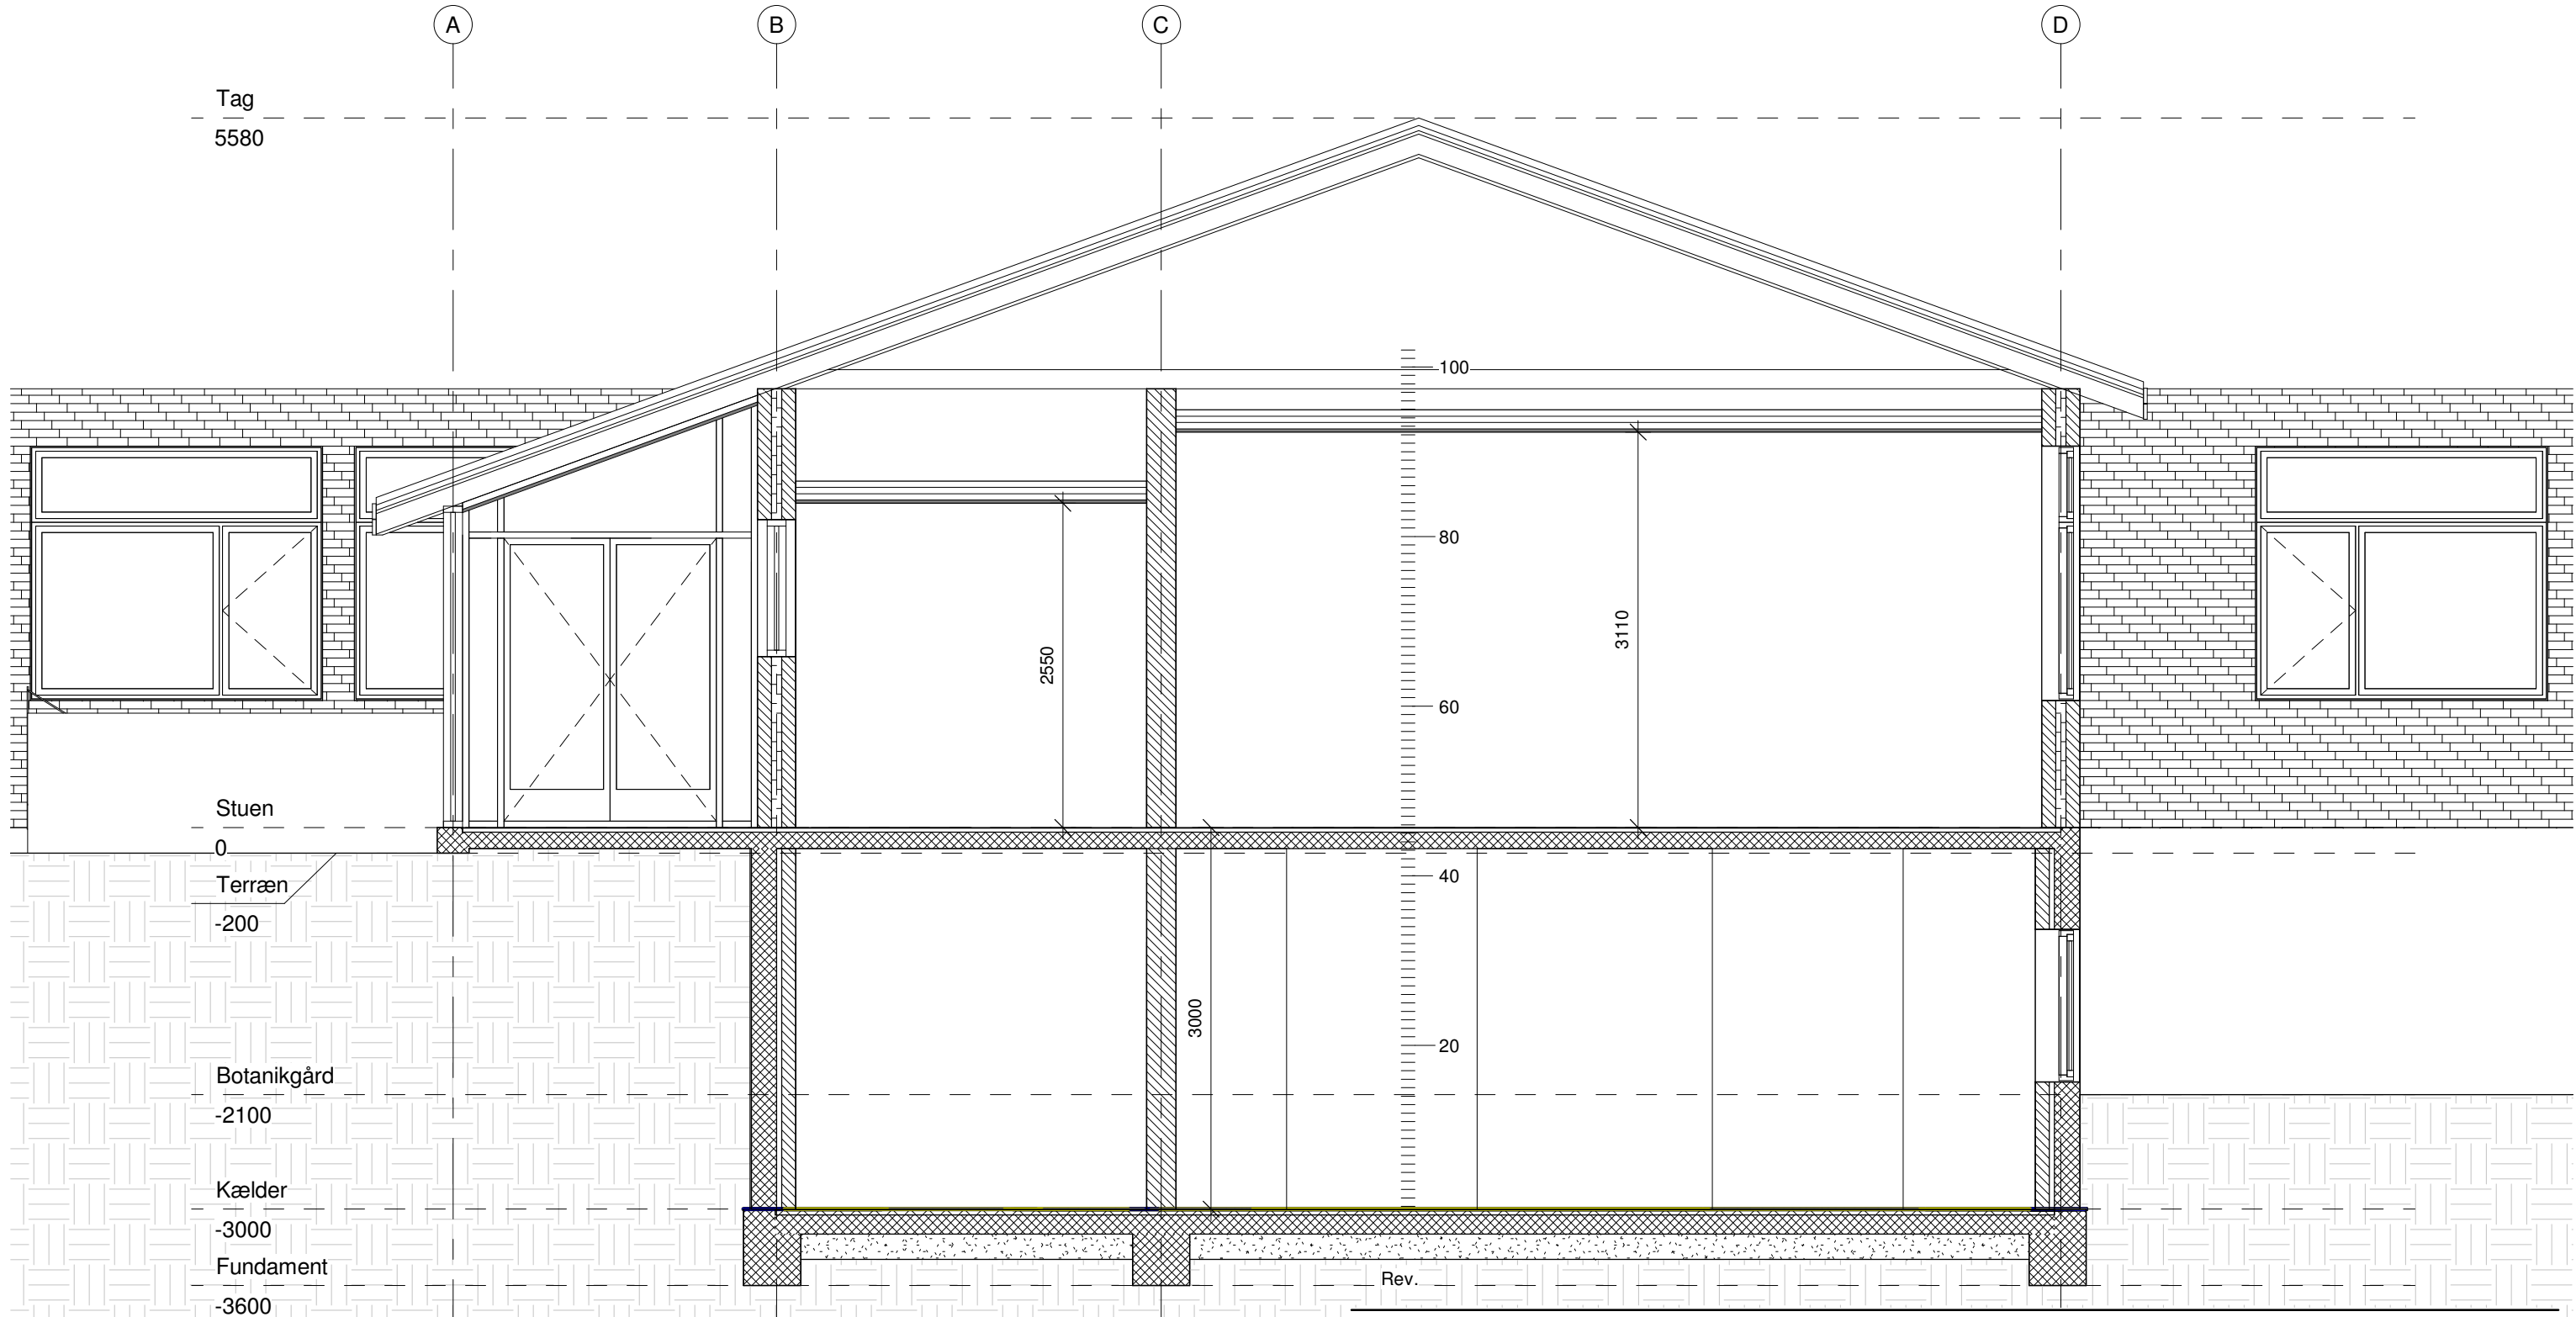 A
B
C
D
Tag
5580
100
80
3110
2550
60
Stuen
0
40
Terræn
-200
3000
20
Botanikgård
-2100
Kælder
-3000
Fundament
Rev.
-3600